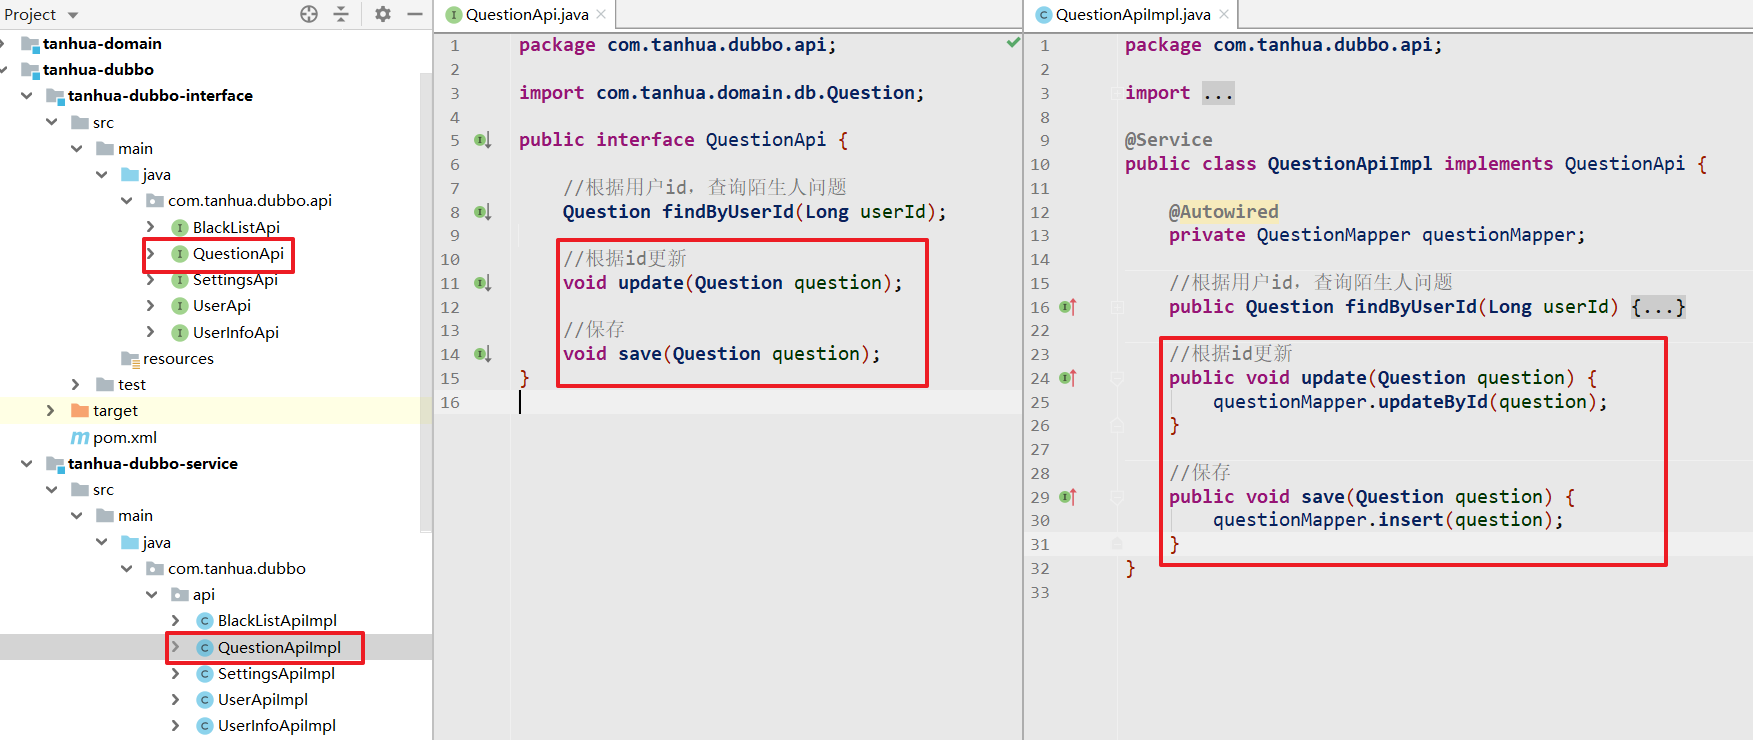 Project
tanhua-domain
tanhua-dubbo
tanhua-dubbo-interface
src
main
java
com.tanhua.dubbo.api
BlackListApi
QuestionApi
SettingsApi
UserApi
UserInfoApi
resources
test
target
pom.xml
tanhua-dubbo-service
src
main
java
com.tanhua.dubbo
api
BlackListApiImpl
QuestionApiImpl
SettingsApiImpl
UserApiImpl
UserInfoApiImpl
QuestionApi.java
1 package com.tanhua.dubbo.api;
2
3 import com.tanhua.domain.db.Question;
4
5 public interface QuestionApi {
6
7 //根据用户id，查询陌生人问题
8 Question findByUserId(Long userId);
9
10 //根据id更新
11 void update(Question question);
12
13 //保存
14 void save(Question question);
15 }
16
QuestionApiImpl.java
1 package com.tanhua.dubbo.api;
2
3 import ...
8
9 @Service
10 public class QuestionApiImpl implements QuestionApi {
11
12 @Autowired
13 private QuestionMapper questionMapper;
14
15 //根据用户id，查询陌生人问题
16 public Question findByUserId(Long userId) {...}
22
23 //根据id更新
24 public void update(Question question) {
25 questionMapper.updateById(question);
26 }
27
28 //保存
29 public void save(Question question) {
30 questionMapper.insert(question);
31 }
32 }
33